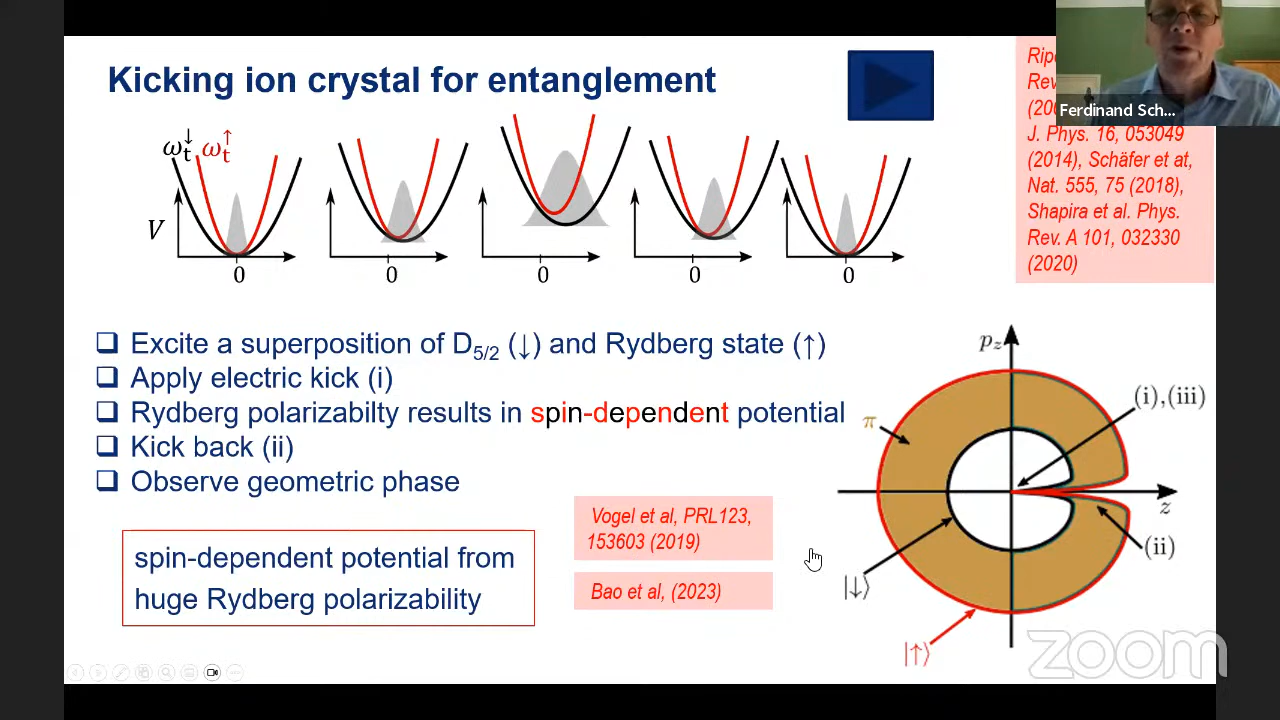 Kicking ion crystal for entanglement
Rev.
J. Phys. 16, 053049
(2014), Schäfer et at,
Nat. 555, 75 (2018),
Shapira et al. Phys.
Rev. A 101, 032330
(2020)
Ferdinand Sch...
ωt↓ ωt↑
V
0 0 0 0 0
❑ Excite a superposition of D5/2 (↓) and Rydberg state (↑)
❑ Apply electric kick (i)
❑ Rydberg polarizabilty results in spin-dependent potential
❑ Kick back (ii)
❑ Observe geometric phase
spin-dependent potential from
huge Rydberg polarizability
Vogel et al, PRL123,
153603 (2019)
Bao et al, (2023)
pz
(i),(iii)
π
z
(ii)
|↓⟩
|↑⟩
zoom